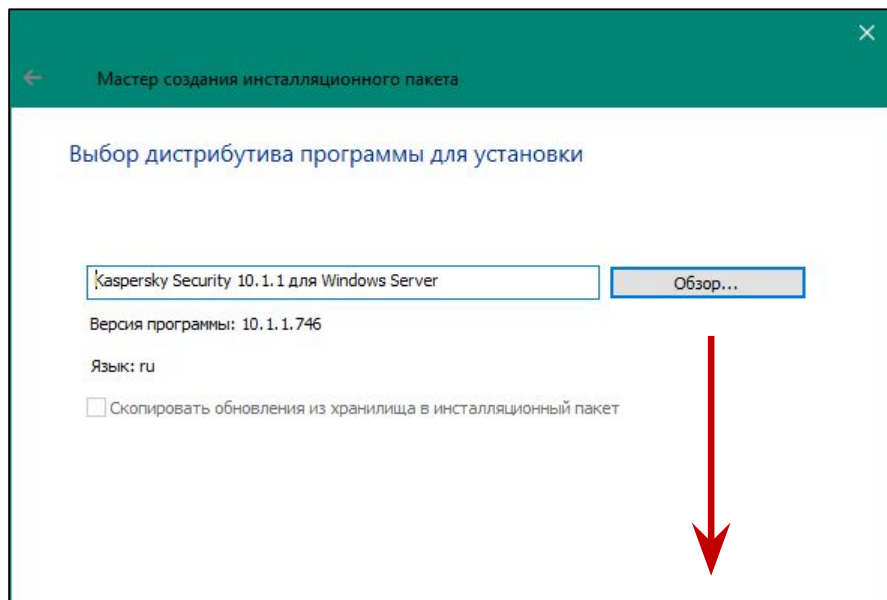 Мастер создания инсталляционного пакета
Выбор дистрибутива программы для установки
Kaspersky Security 10.1.1 для Windows Server
Обзор...
Версия программы: 10.1.1.746
Язык: ru
Скопировать обновления из хранилища в инсталляционный пакет